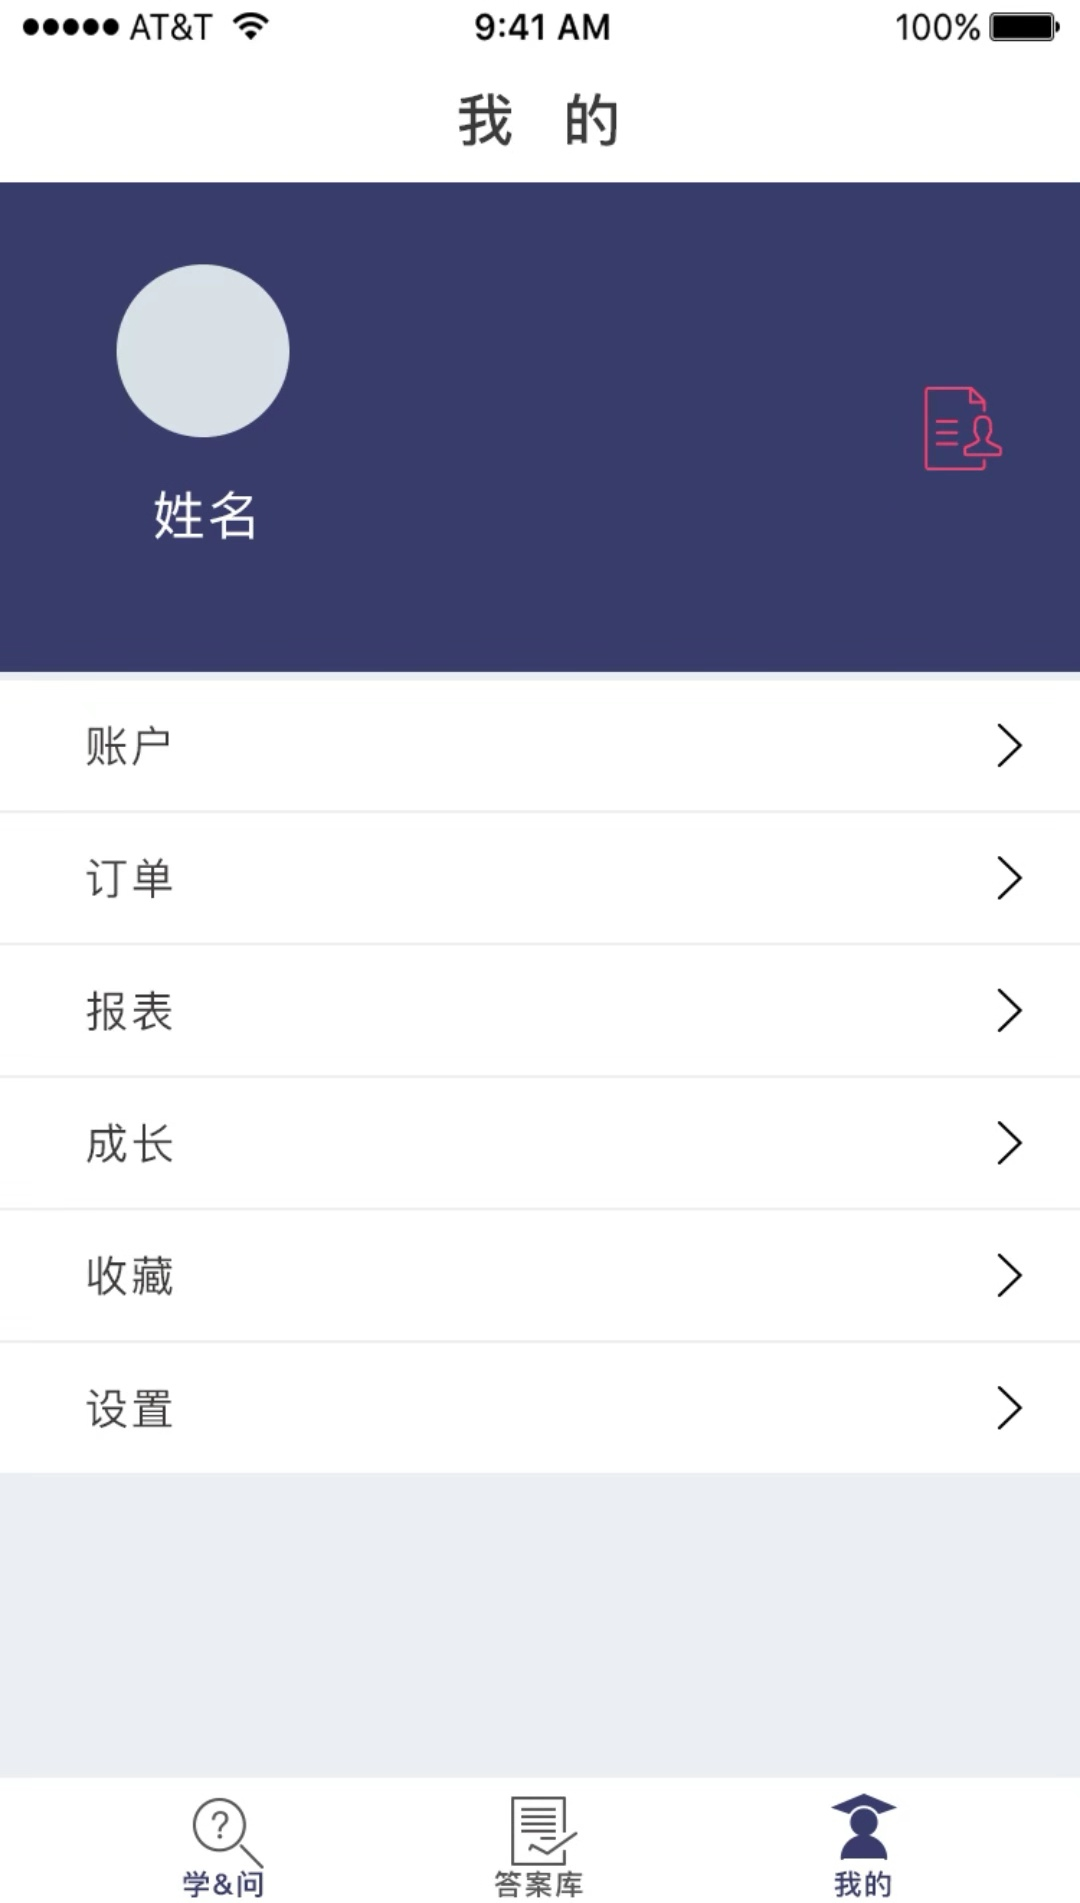 AT&T 9:41 AM 100%
我 的
姓名
账户
订单
报表
成长
收藏
设置
?
学&问 答案库 我的